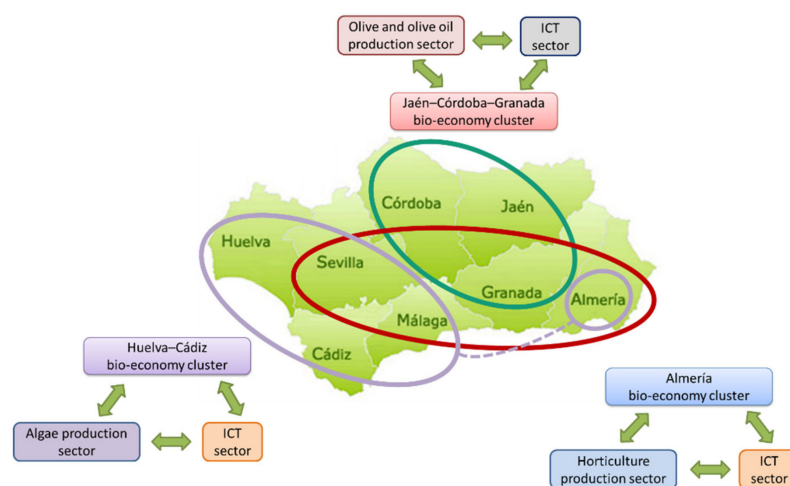 Olive and olive oil
production sector
ICT
sector
Jaén–Córdoba–Granada
bio-economy cluster
Córdoba
Jaén
Huelva
Sevilla
Granada
Almería
Málaga
Cádiz
Huelva–Cádiz
bio-economy cluster
Algae production
sector
ICT
sector
Almería
bio-economy cluster
Horticulture
production sector
ICT
sector